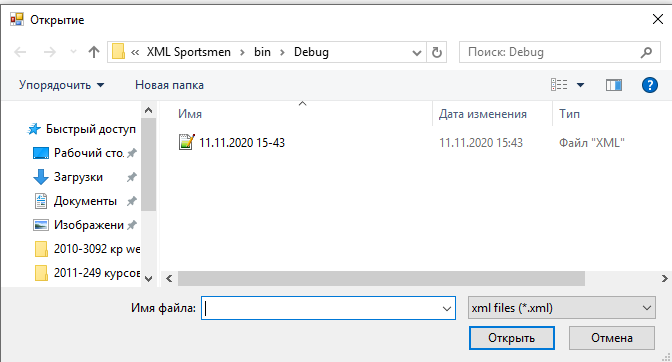 Открытие
« XML Sportsmen › bin › Debug
Поиск: Debug
Упорядочить
Новая папка
?
Имя
Дата изменения
Тип
Быстрый доступ
Рабочий сто.
Загрузки
Документы
Изображени
2010-3092 кр we
2011-249 курсов
11.11.2020 15-43
11.11.2020 15:43
Файл "XML"
Имя файла:
xml files (*.xml)
Открыть
Отмена